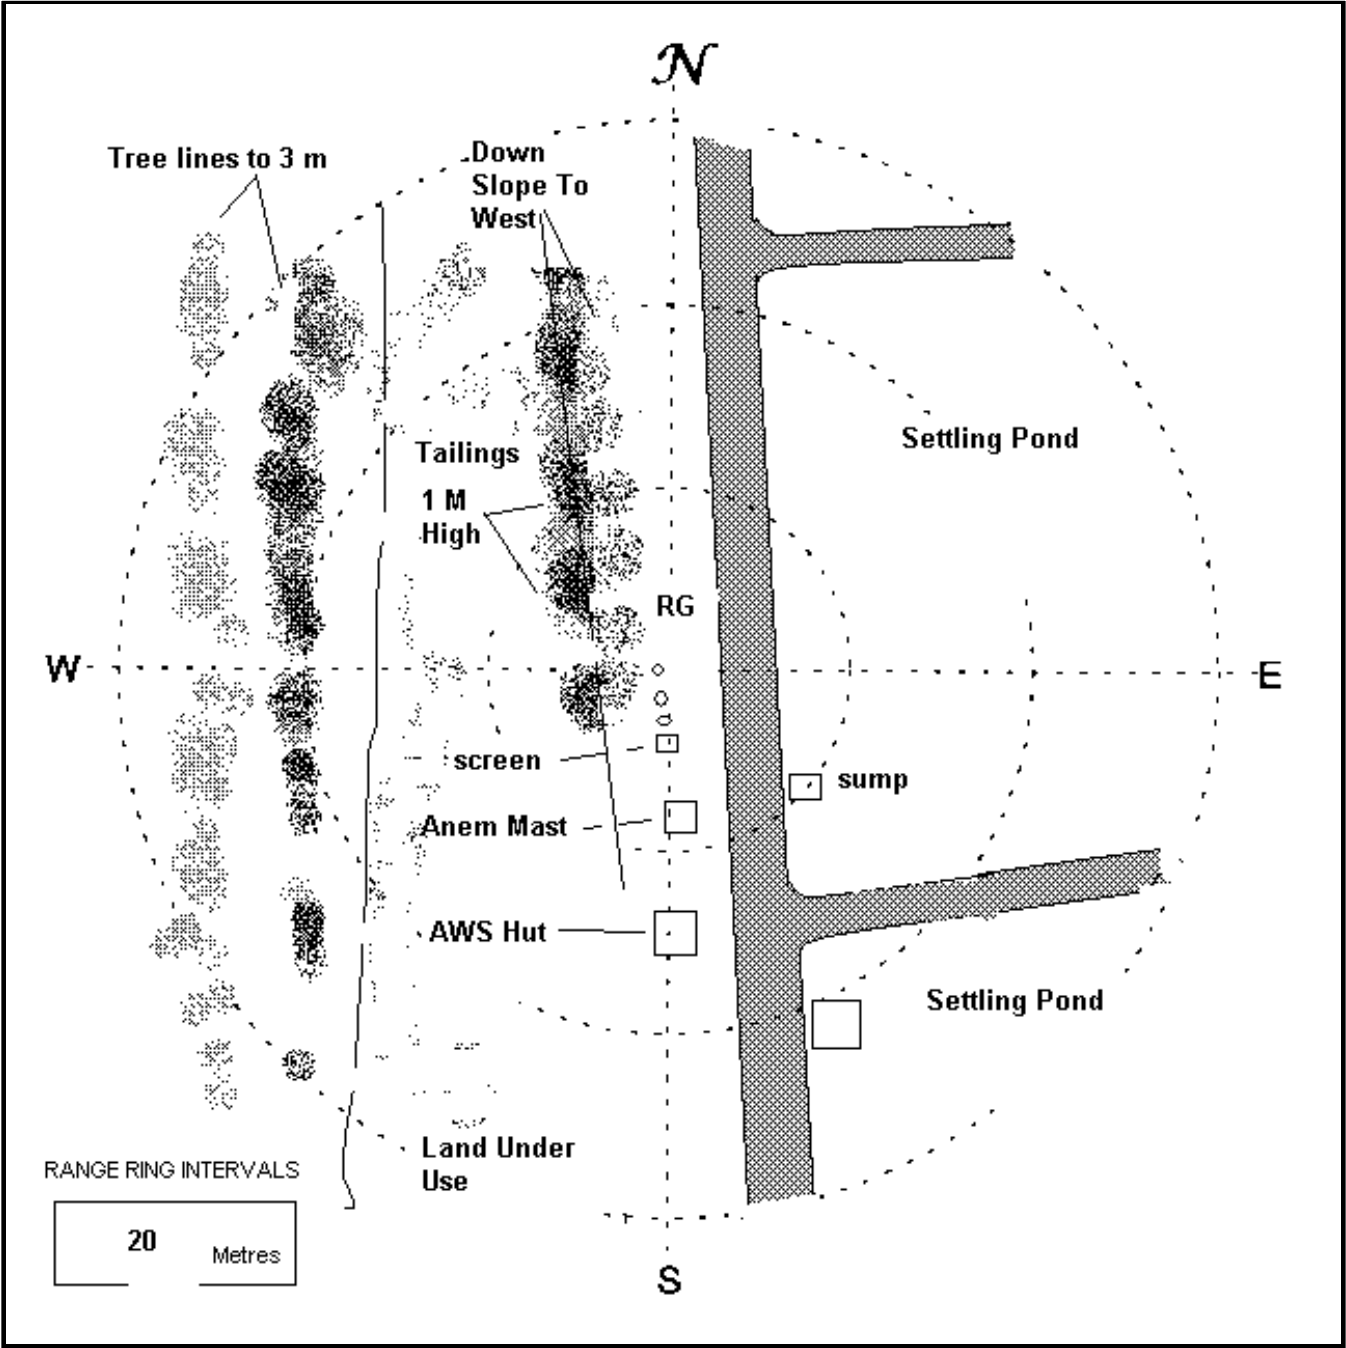 N
Tree lines to 3 m
Down
Slope To
West
Settling Pond
Tailings
1 M
High
RG
W
E
screen
sump
Anem Mast
AWS Hut
Settling Pond
Land Under
Use
RANGE RING INTERVALS
20 Metres
S